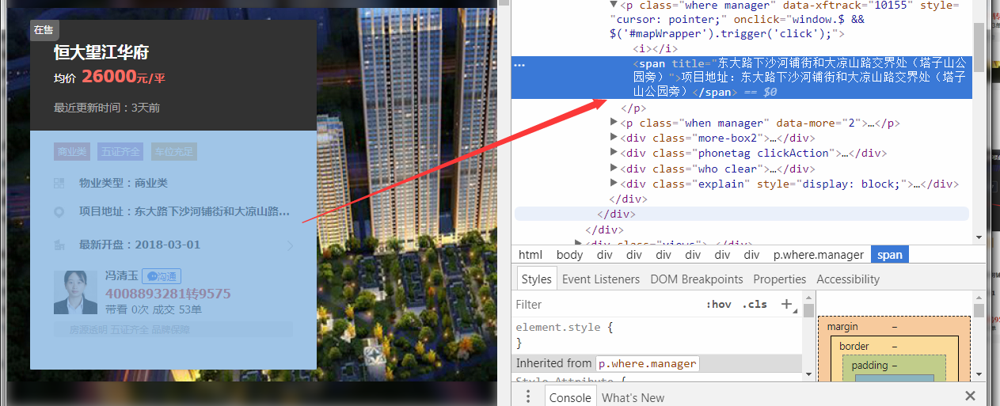 在售
恒大望江华府
均价 26000元/平
最近更新时间：3天前
商业类 五证齐全 车位充足
物业类型：商业类
项目地址：东大路下沙河铺街和大凉山路...
最新开盘：2018-03-01
冯清玉 沟通
4008893281转9575
带看 0次 成交 53单
房源透明 五证齐全 品牌保障
▼<p class="where manager" data-xftrack="10155" style=
"cursor: pointer;" onclick="window.$ &&
$('#mapWrapper').trigger('click');">
<i></i>
<span title="东大路下沙河铺街和大凉山路交界处（塔子山公
园旁）">项目地址：东大路下沙河铺街和大凉山路交界处（塔子
山公园旁）</span> == $0
</p>
▶<p class="when manager" data-more="2">…</p>
▶<div class="more-box2">…</div>
▶<div class="phonetag clickAction">…</div>
▶<div class="who clear">…</div>
▶<div class="explain" style="display: block;">…</div>
</div>
</div>
</div>
▶<div class="views">…</div>
html body div div div div div div p.where.manager span
Styles Event Listeners DOM Breakpoints Properties Accessibility
Filter :hov .cls +
element.style {
}
Inherited from p.where.manager
Style Attribute {
margin –
border –
padding –
Console What's New